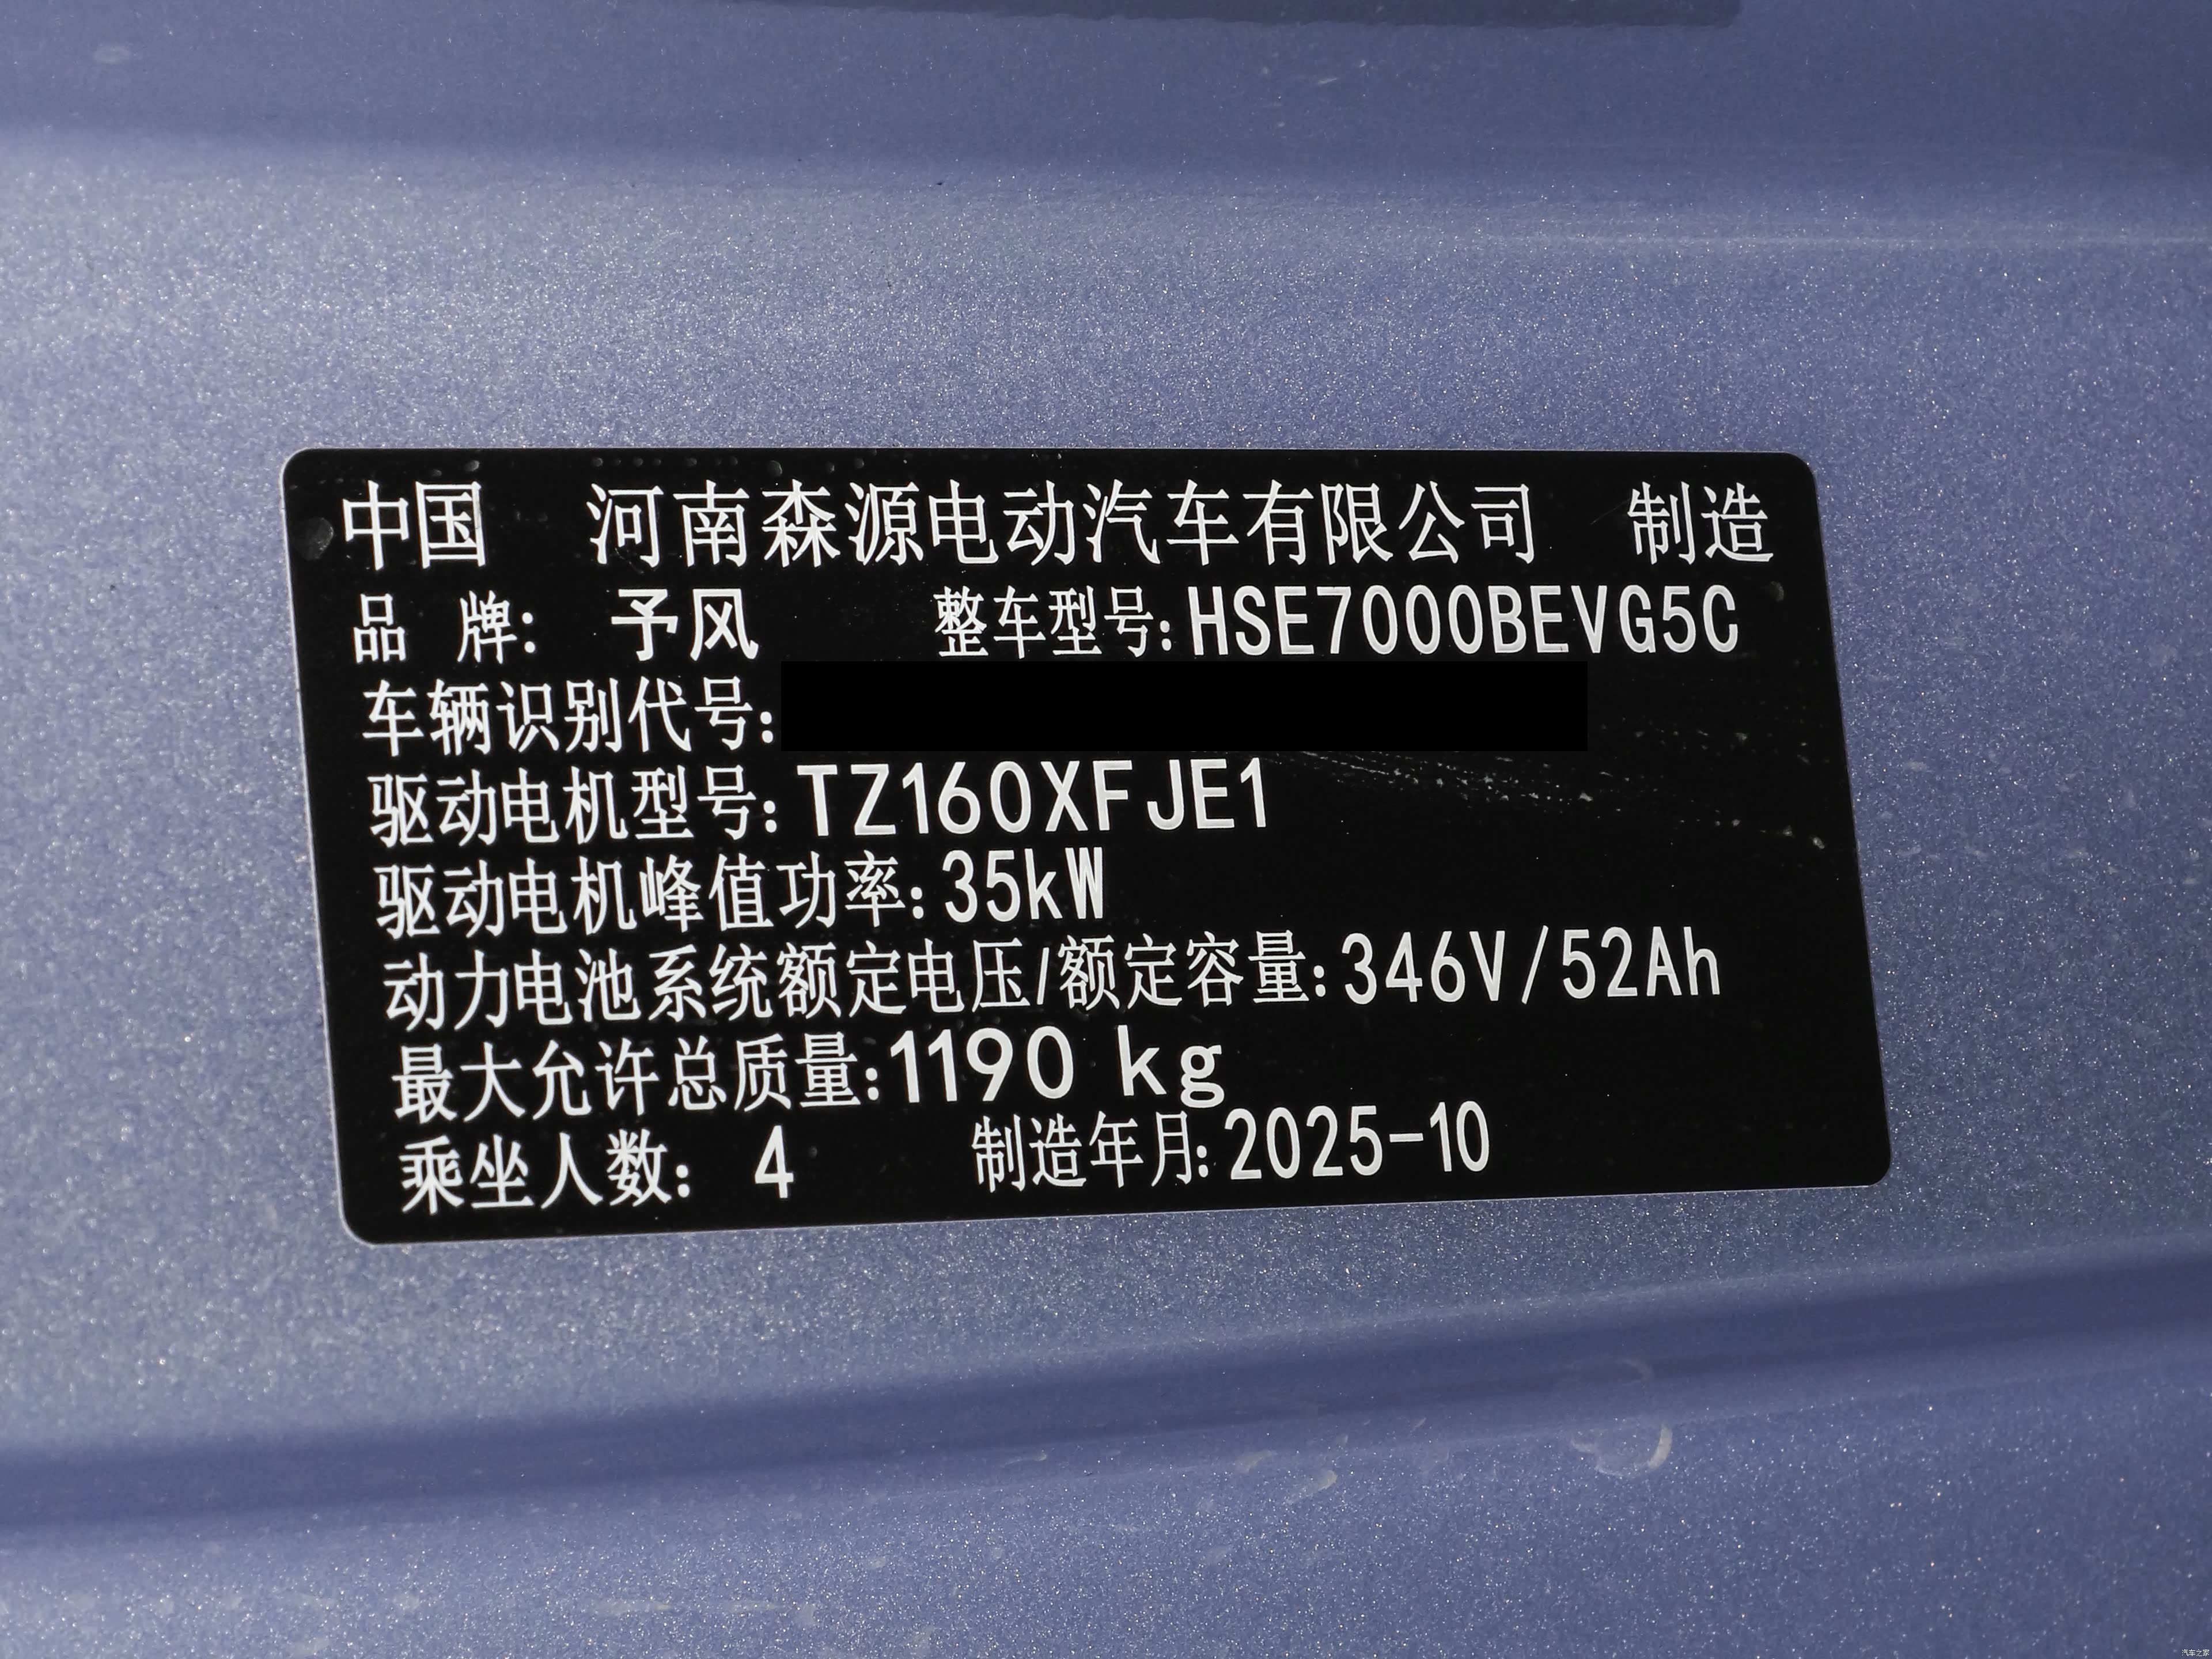 中国 河南森源电动汽车有限公司 制造
品 牌: 予风 整车型号:HSE7000BEVG5C
车辆识别代号:
驱动电机型号:TZ160XFJE1
驱动电机峰值功率:35kW
动力电池系统额定电压/额定容量:346V/52Ah
最大允许总质量:1190 kg
乘坐人数: 4 制造年月:2025-10
汽车之家